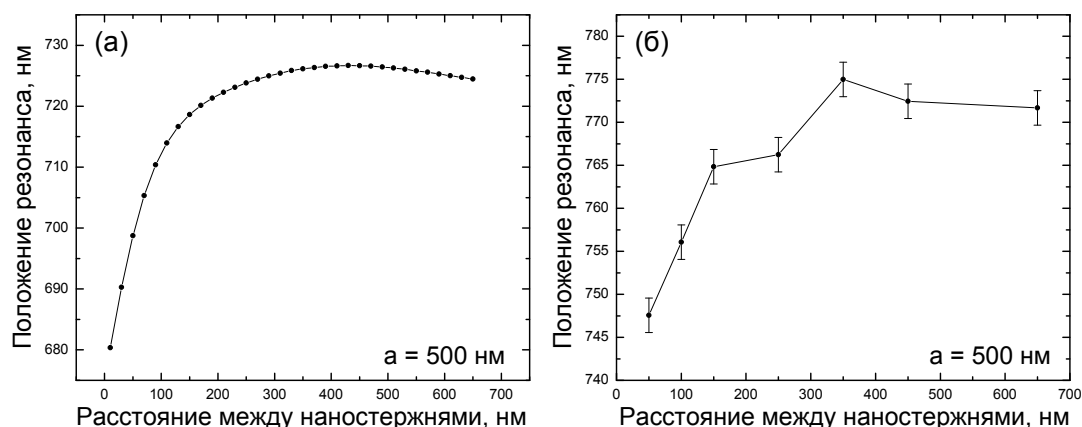 (а)
Положение резонанса, нм
730
720
710
700
690
680
0 100 200 300 400 500 600 700
Расстояние между наностержнями, нм
a = 500 нм
(б)
Положение резонанса, нм
780
775
770
765
760
755
750
745
740
0 100 200 300 400 500 600 700
Расстояние между наностержнями, нм
a = 500 нм